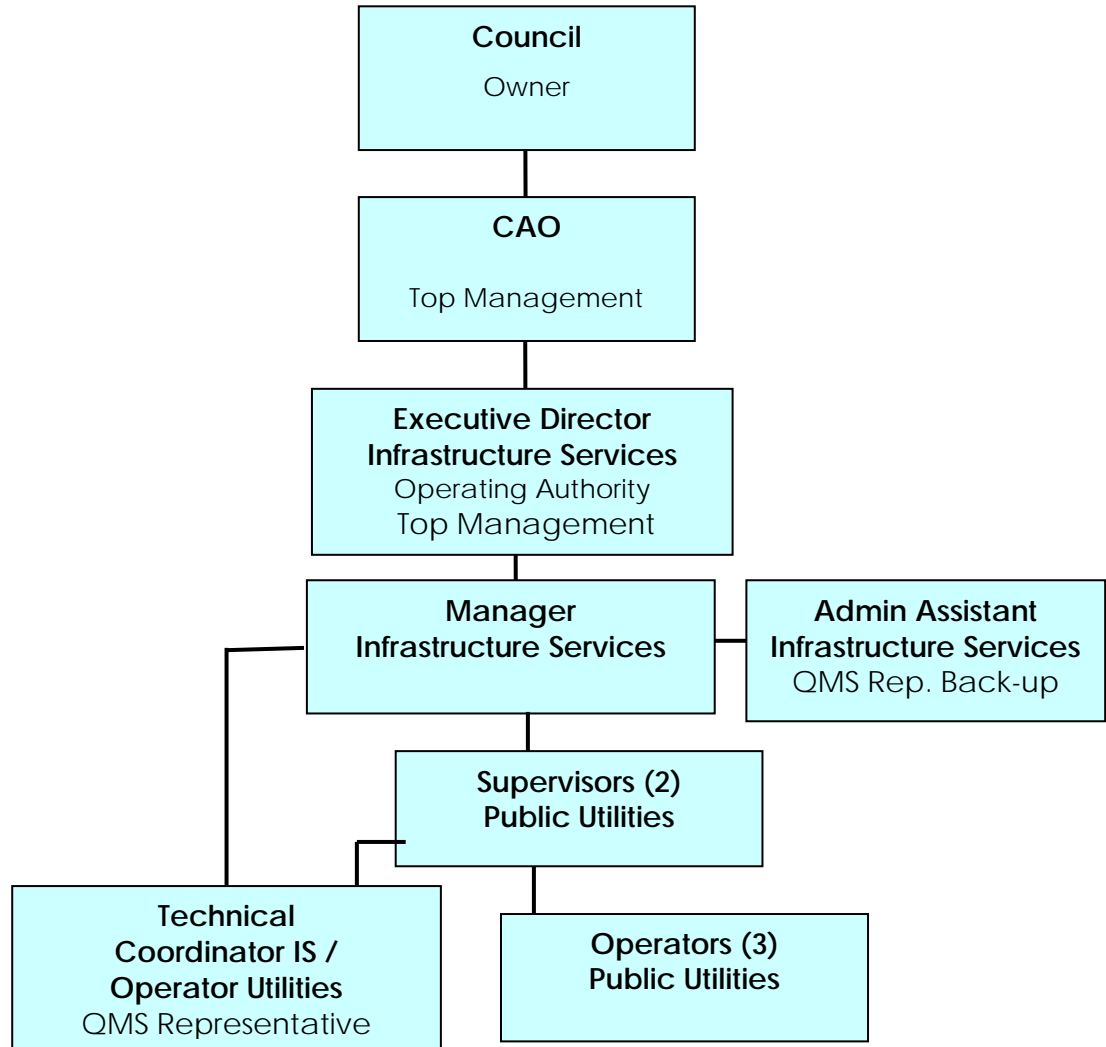 Council
Owner
CAO
Top Management
Executive Director
Infrastructure Services
Operating Authority
Top Management
Manager
Infrastructure Services
Admin Assistant
Infrastructure Services
QMS Rep. Back-up
Supervisors (2)
Public Utilities
Technical
Coordinator IS /
Operator Utilities
QMS Representative
Operators (3)
Public Utilities